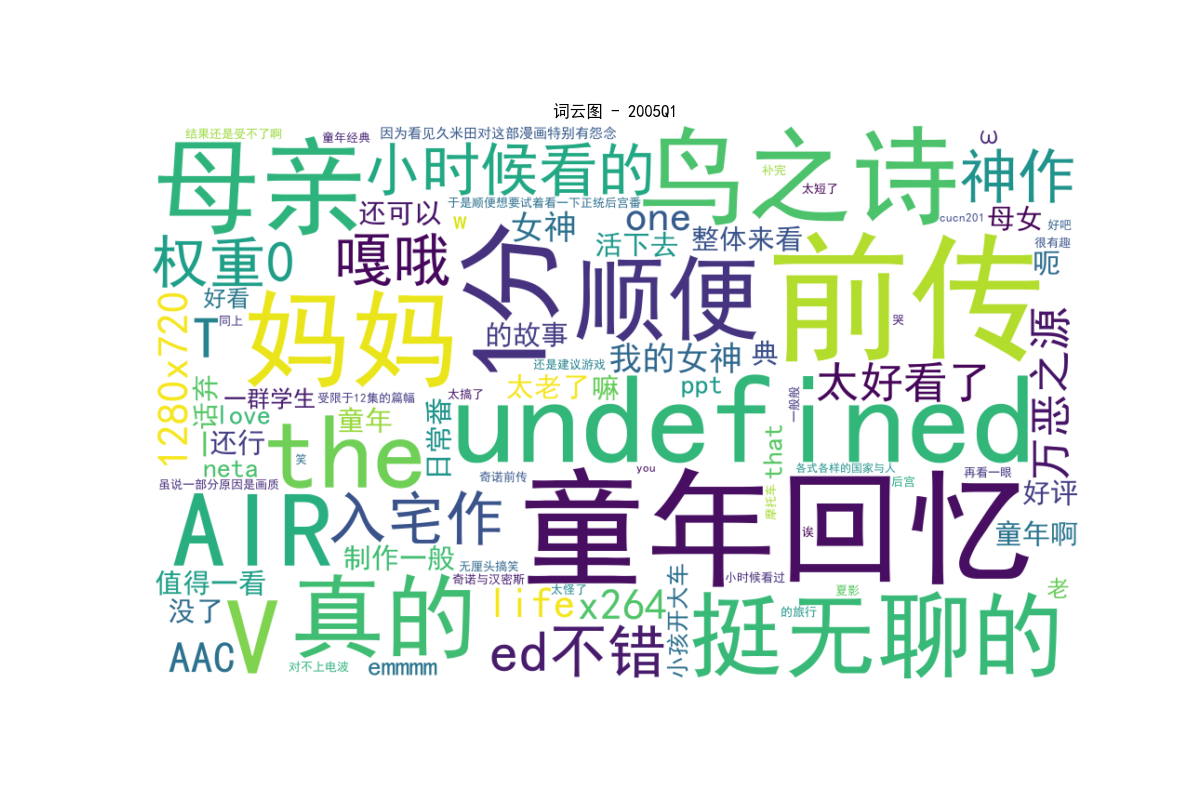 词云图 - 2005Q1
结果还是受不了啊
童年经典
因为看见久米田对这部漫画特别有怨念
母亲
小时候看的
鸟之诗
补完
太短了
ω
神作
于是顺便想要试着看一下正统后宫番
还可以
w
女神
one
cucn201
母女
好吧
权重0
嘎哦
1分
活下去
整体来看
很有趣
呃
顺便
前传
好看
T
同上
妈妈
的故事
我的女神
典
哭
万恶之源
1280x720
还是建议游戏
太好看了
一话弃
一群学生
受限于12集的篇幅
太搞了
太老了
嘛
ppt
一般般
love
童年
日常番
undefined
还行
the
neta
笑
that
虽说一部分原因是画质
奇诺前传
you
各式各样的国家与人
后宫
再看一眼
AIR
入宅作
童年回忆
摩托车
诶
好评
童年啊
制作一般
无厘头搞笑
奇诺与汉密斯
值得一看
太怪了
小时候看过
夏影
老
没了
V
真的
life
x264
小孩开大车
的旅行
挺无聊的
AAC
对不上电波
emmmm
ed不错